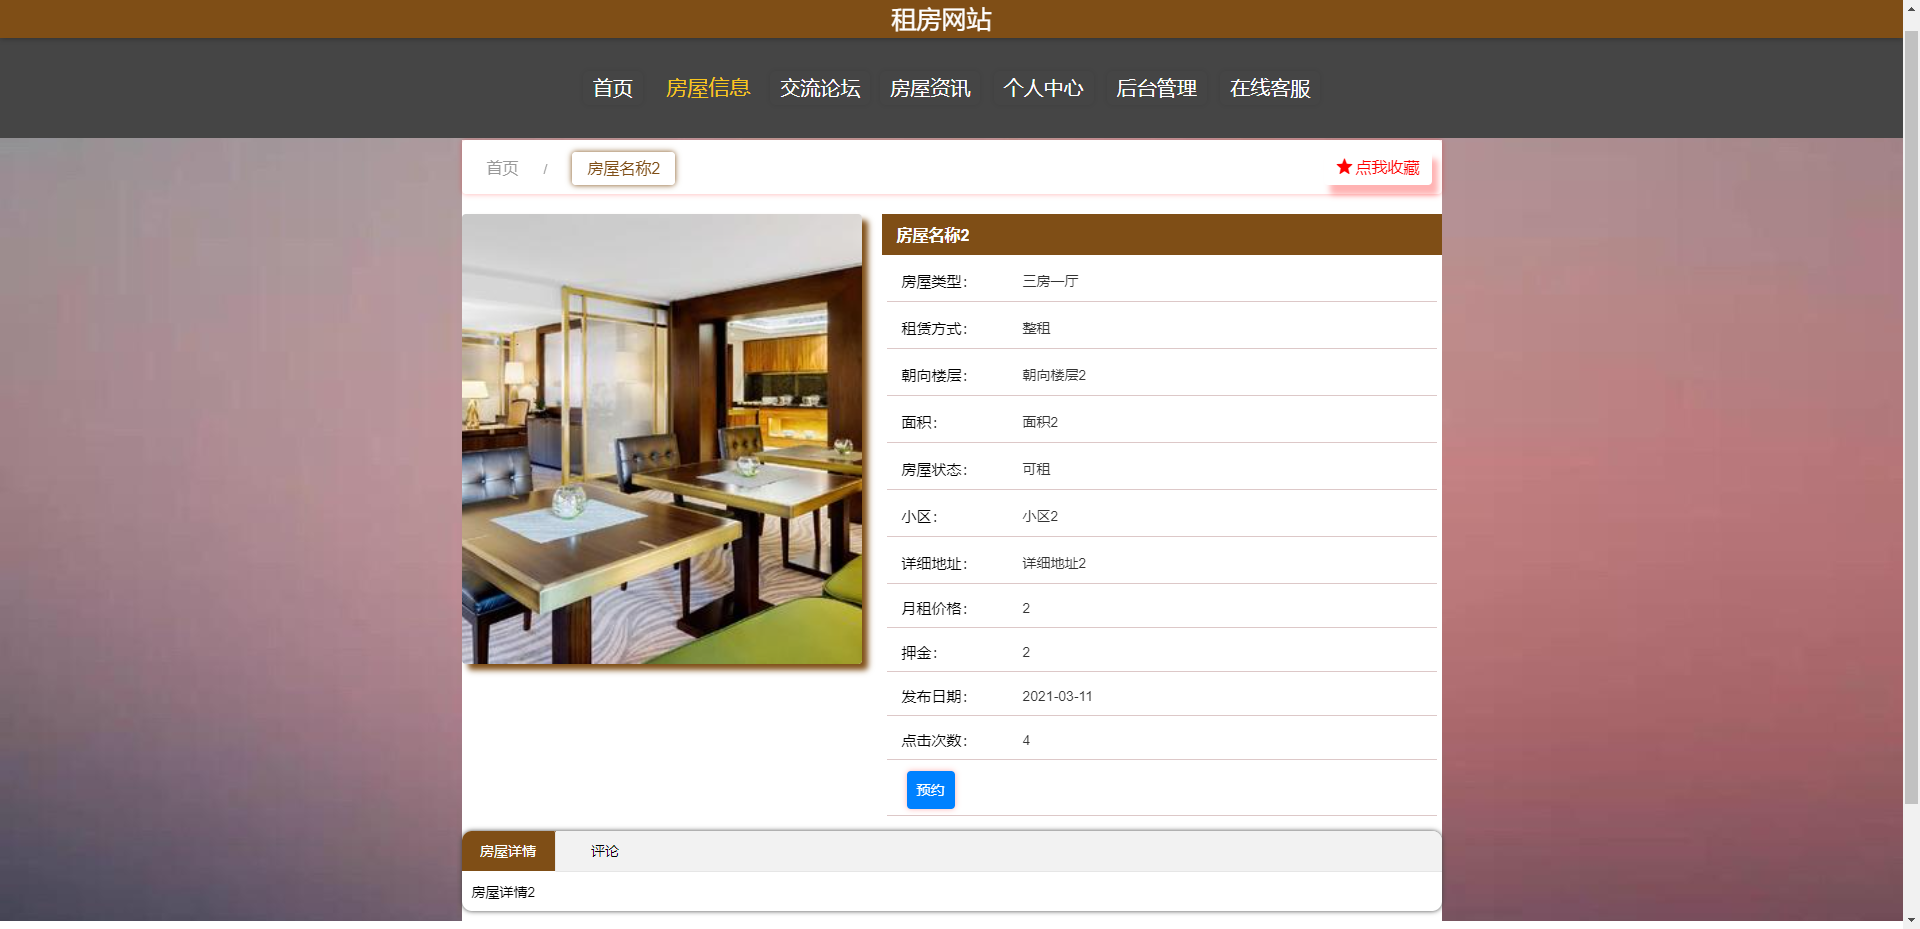 租房网站
首页 房屋信息 交流论坛 房屋资讯 个人中心 后台管理 在线客服
首页 / 房屋名称2 ★点我收藏
房屋名称2
房屋类型： 三房一厅
租赁方式： 整租
朝向楼层： 朝向楼层2
面积： 面积2
房屋状态： 可租
小区： 小区2
详细地址： 详细地址2
月租价格： 2
押金： 2
发布日期： 2021-03-11
点击次数： 4
预约
房屋详情 评论
房屋详情2